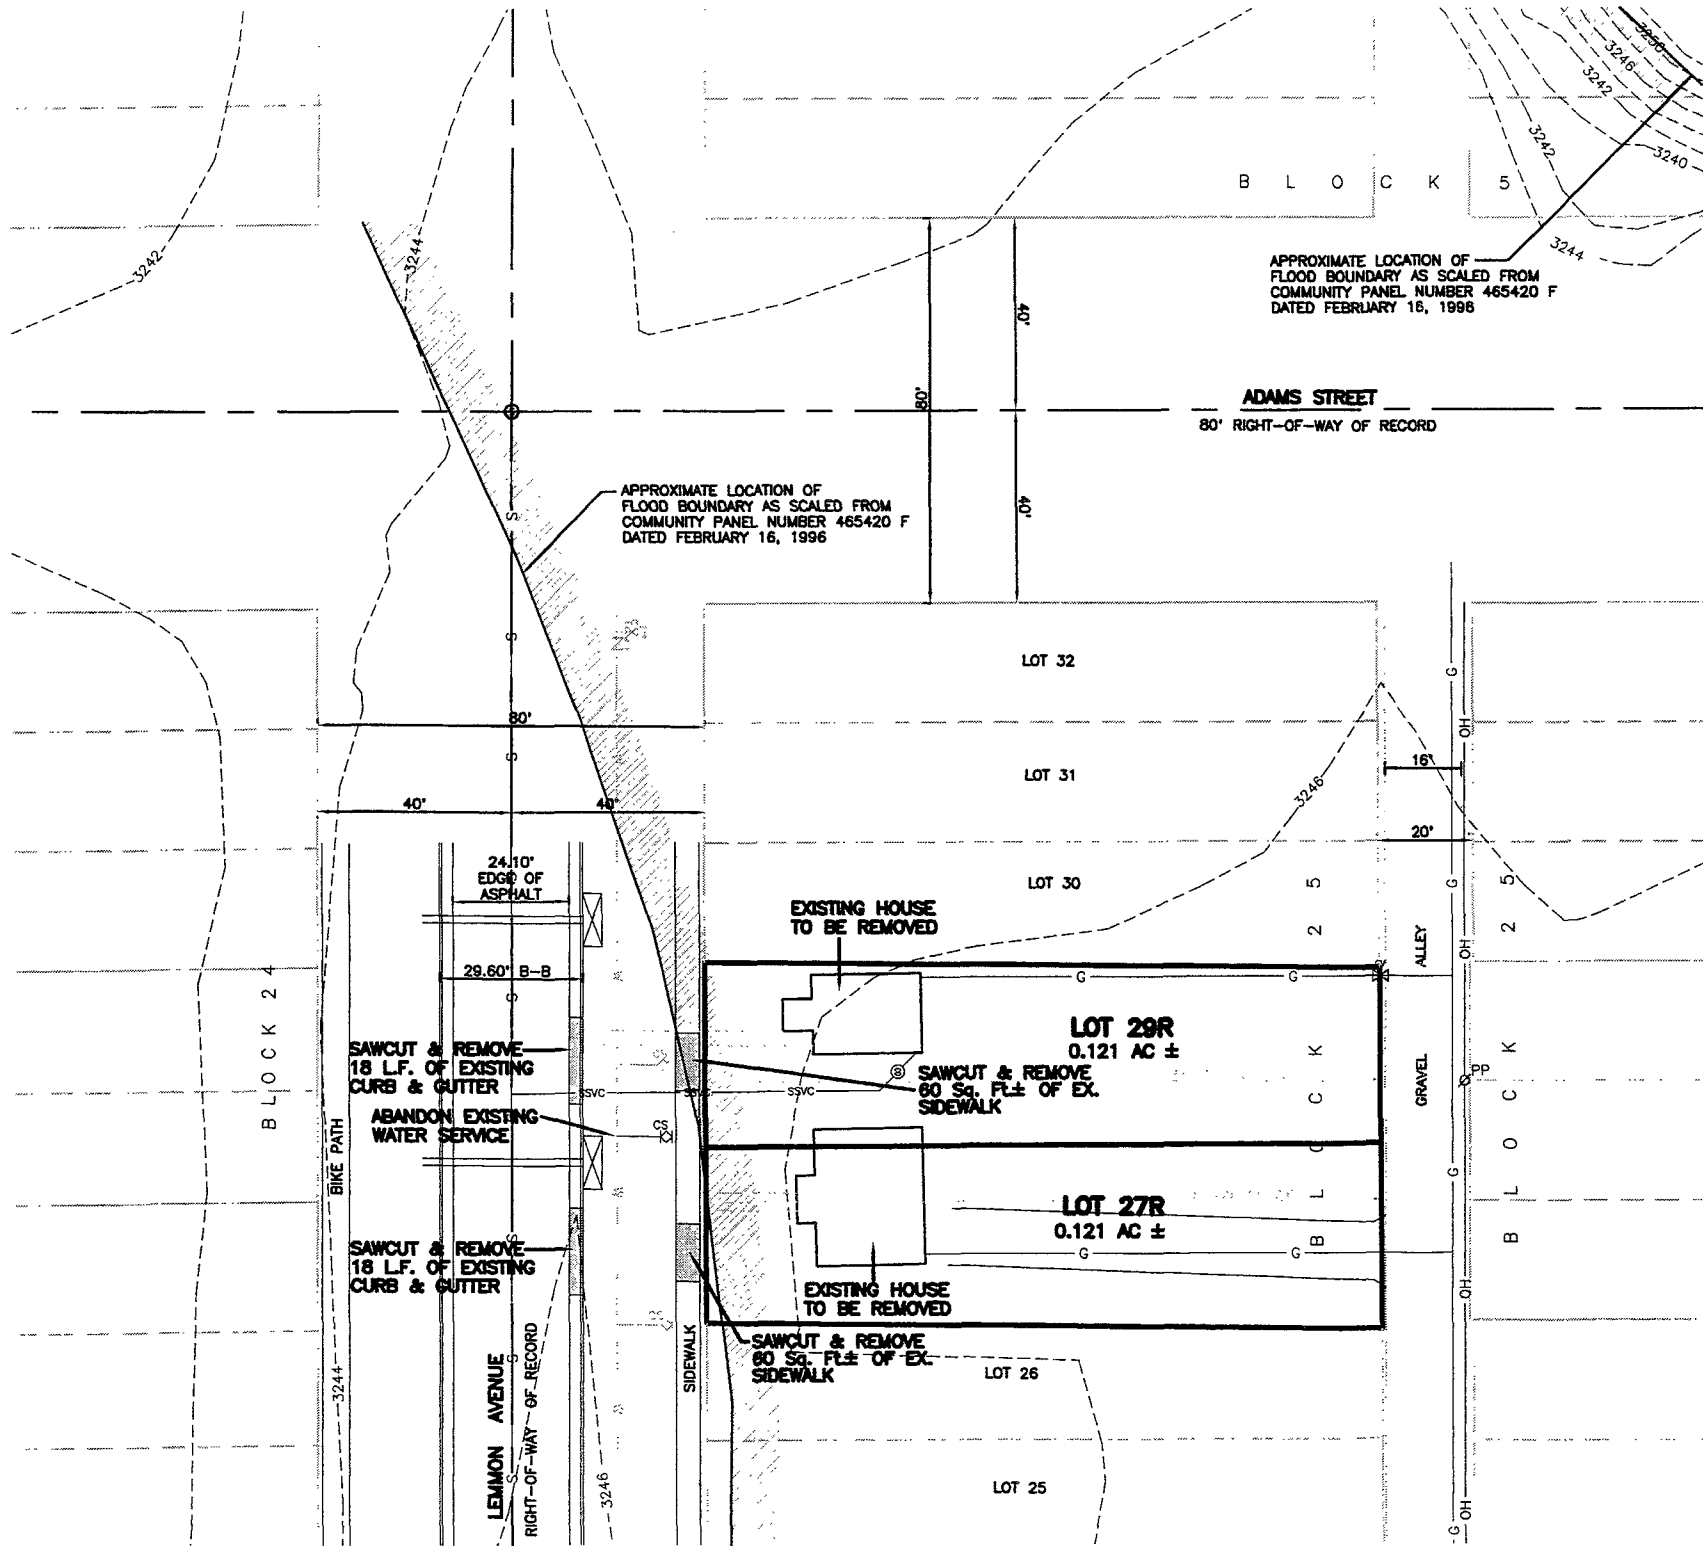 3250
3246
3242
3242
3240
3244
3242
3244
B L O C K 5
APPROXIMATE LOCATION OF
FLOOD BOUNDARY AS SCALED FROM
COMMUNITY PANEL NUMBER 465420 F
DATED FEBRUARY 16, 1996
40'
80'
40'
ADAMS STREET
80' RIGHT-OF-WAY OF RECORD
APPROXIMATE LOCATION OF
FLOOD BOUNDARY AS SCALED FROM
COMMUNITY PANEL NUMBER 465420 F
DATED FEBRUARY 16, 1996
S
S
S
LOT 32
G
OH
80'
LOT 31
16'
3246
40'
40'
20'
24.10'
EDGE OF
ASPHALT
LOT 30
G
EXISTING HOUSE
TO BE REMOVED
OH
ALLEY
29.60' B-B
G
G
S
BLOCK 24
BLOCK 25
BLOCK 25
LOT 29R
0.121 AC ±
SAWCUT & REMOVE
18 L.F. OF EXISTING
CURB & GUTTER
SAWCUT & REMOVE
60 Sq. Ft.± OF EX.
SIDEWALK
S
SSVC
SSVC
SSVC
GRAVEL
PP
ABANDON EXISTING
WATER SERVICE
CS
BIKE PATH
G
LOT 27R
0.121 AC ±
S
SAWCUT & REMOVE
18 L.F. OF EXISTING
CURB & GUTTER
G
G
OH
EXISTING HOUSE
TO BE REMOVED
CS
SAWCUT & REMOVE
60 Sq. Ft.± OF EX.
SIDEWALK
SIDEWALK
LOT 26
3244
S
LEMMON AVENUE
RIGHT-OF-WAY OF RECORD
S
3246
LOT 25
OH
G